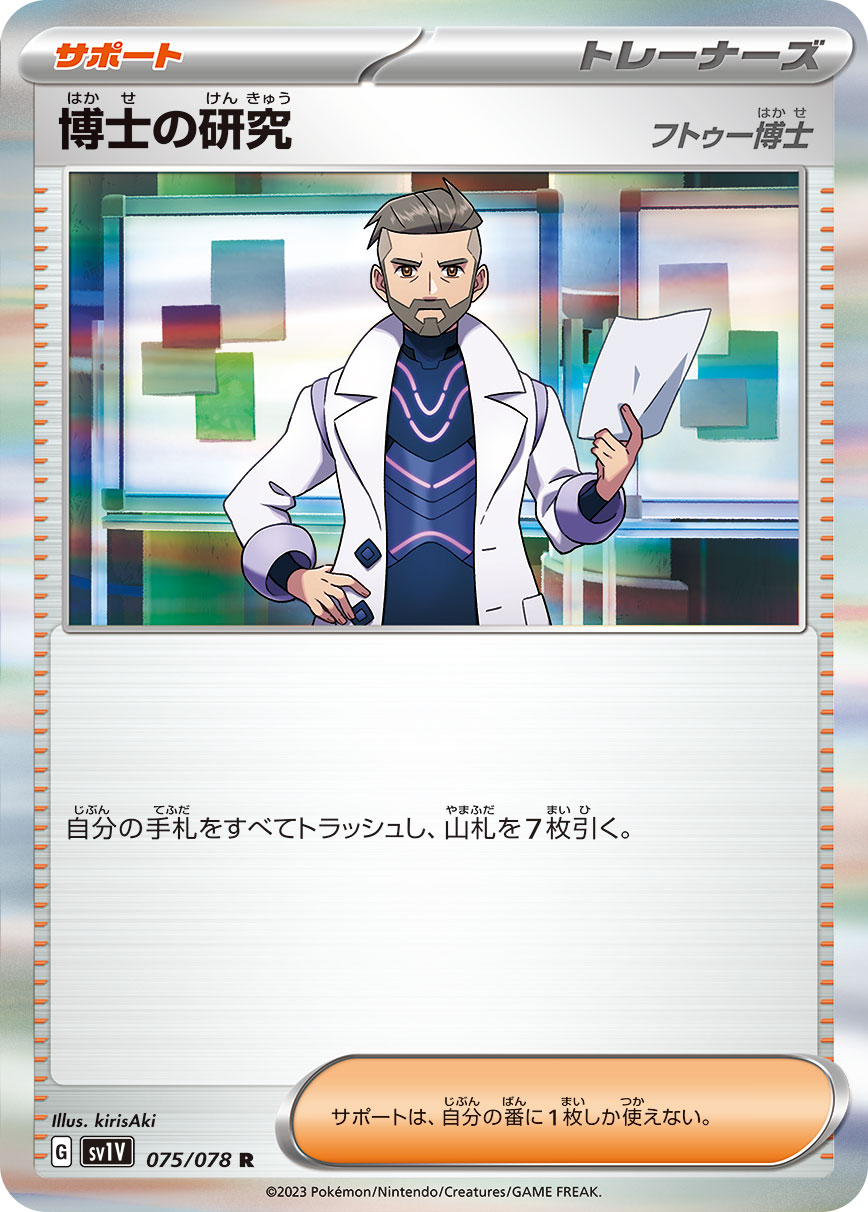 サポート
トレーナーズ
はかせ けんきゅう
博士の研究
はかせ
フトゥー博士
じぶん てふだ やまふだ まい ひ
自分の手札をすべてトラッシュし、山札を7枚引く。
じぶん ばん まい つか
サポートは、自分の番に1枚しか使えない。
Illus. kirisAki
G SV1V 075/078 R
©2023 Pokémon/Nintendo/Creatures/GAME FREAK.